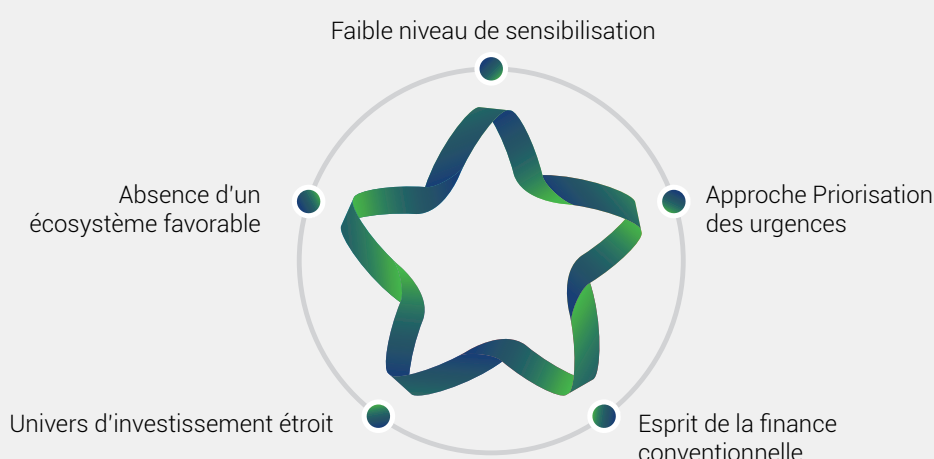 Faible niveau de sensibilisation
Absence d'un
écosystème favorable
Approche Priorisation
des urgences
Univers d'investissement étroit
Esprit de la finance
conventionnelle